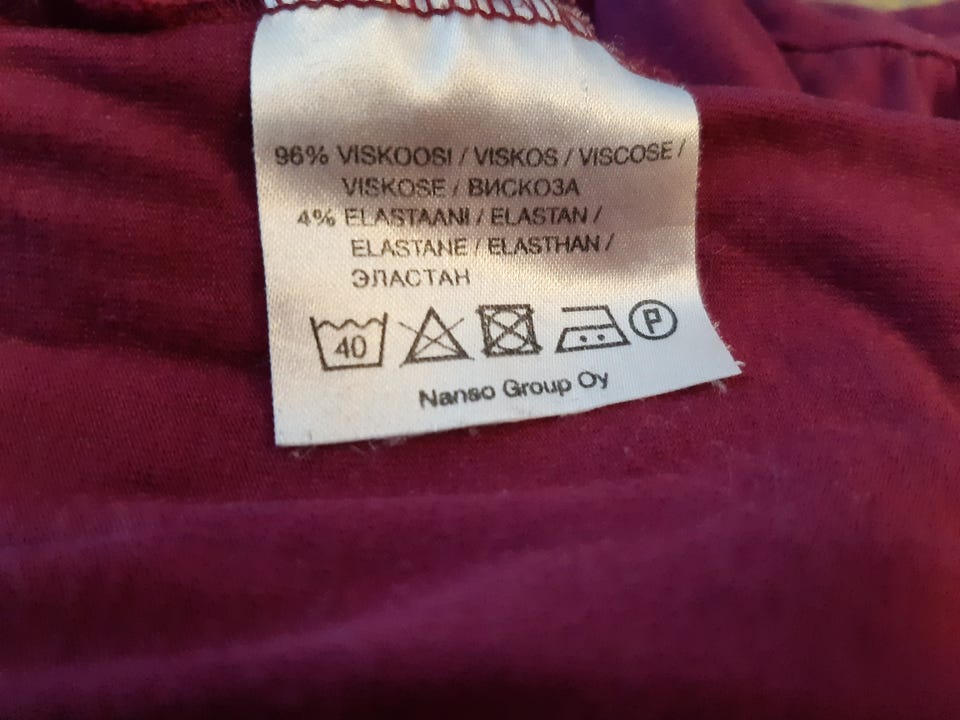 96% VISKOOSI / VISKOS / VISCOSE /
VISKOSE / ВИСКОЗА
4% ELASTAANI / ELASTAN /
ELASTANE / ELASTHAN /
ЭЛАСТАН
40 P
Nanso Group Oy